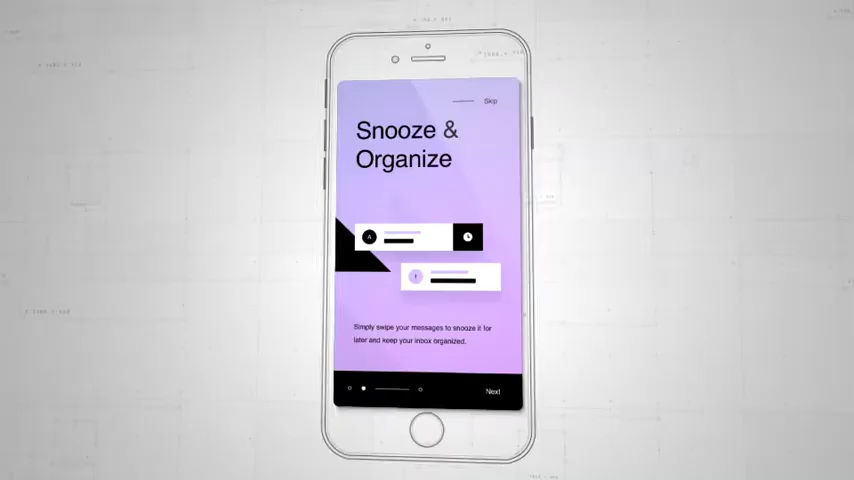 Skip
Snooze &
Organize
A
Simply swipe your messages to snooze it for
later and keep your inbox organized.
Next